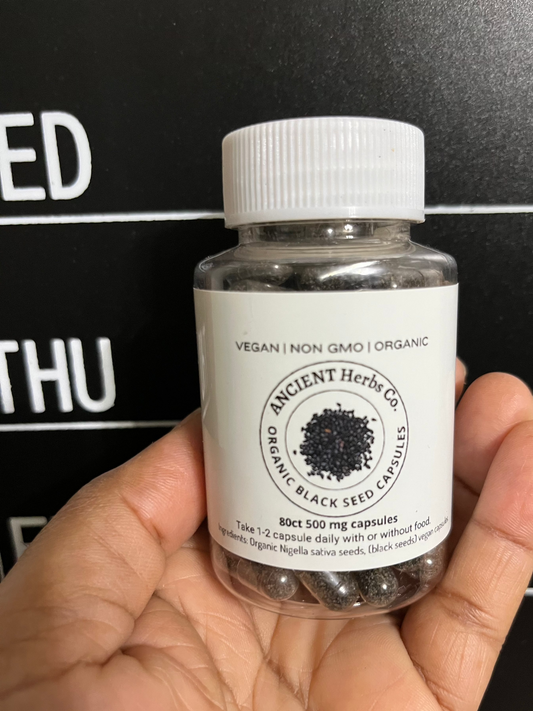 ED
THU
VEGAN | NON GMO | ORGANIC
ANCIENT Herbs Co.
ORGANIC BLACK SEED CAPSULES
80ct 500 mg capsules
Take 1-2 capsule daily with or without food.
Ingredients: Organic Nigella sativa seeds, (black seeds) vegan